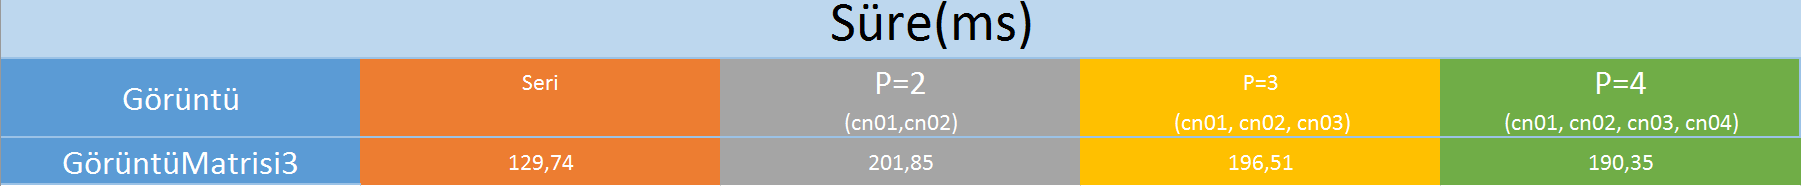 Süre(ms)
Görüntü
Seri
P=2
(cn01,cn02)
P=3
(cn01, cn02, cn03)
P=4
(cn01, cn02, cn03, cn04)
GörüntüMatrisi3
129,74
201,85
196,51
190,35